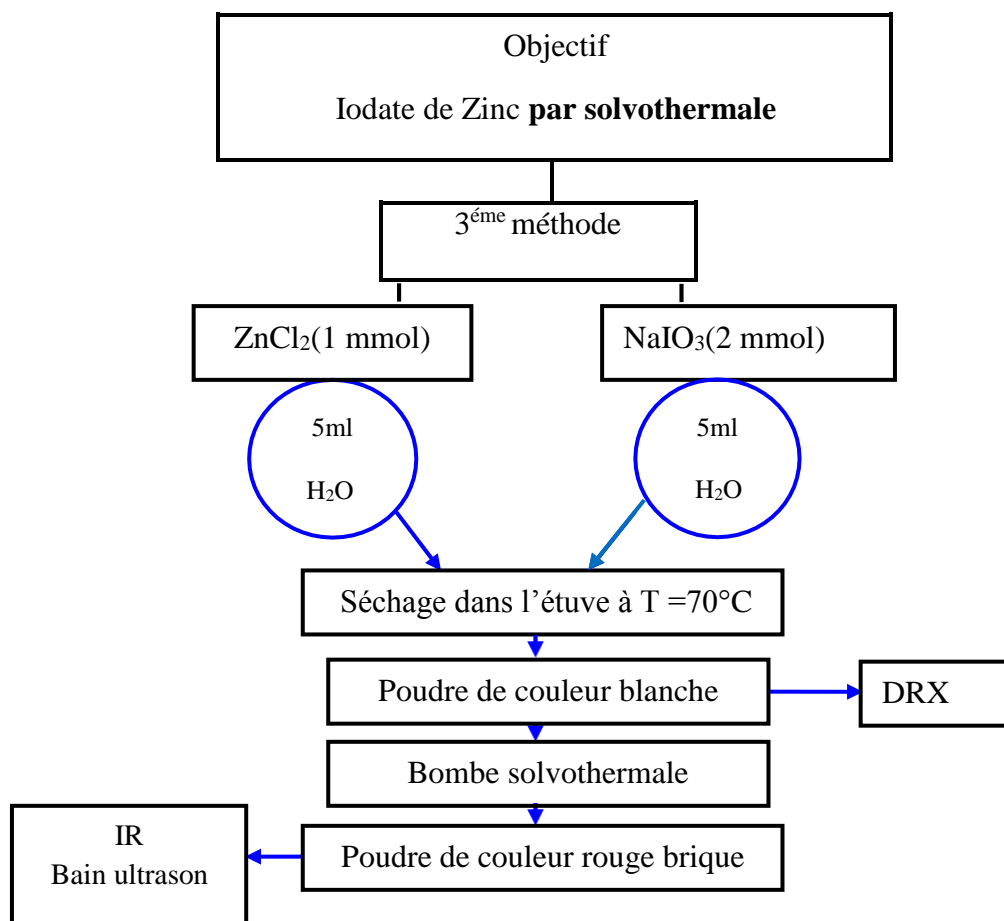 Objectif
Iodate de Zinc par solvothermale
3éme méthode
ZnCl₂(1 mmol)
NaIO₃(2 mmol)
5ml
H₂O
5ml
H₂O
Séchage dans l’étuve à T =70°C
Poudre de couleur blanche
DRX
Bombe solvothermale
Poudre de couleur rouge brique
IR
Bain ultrason